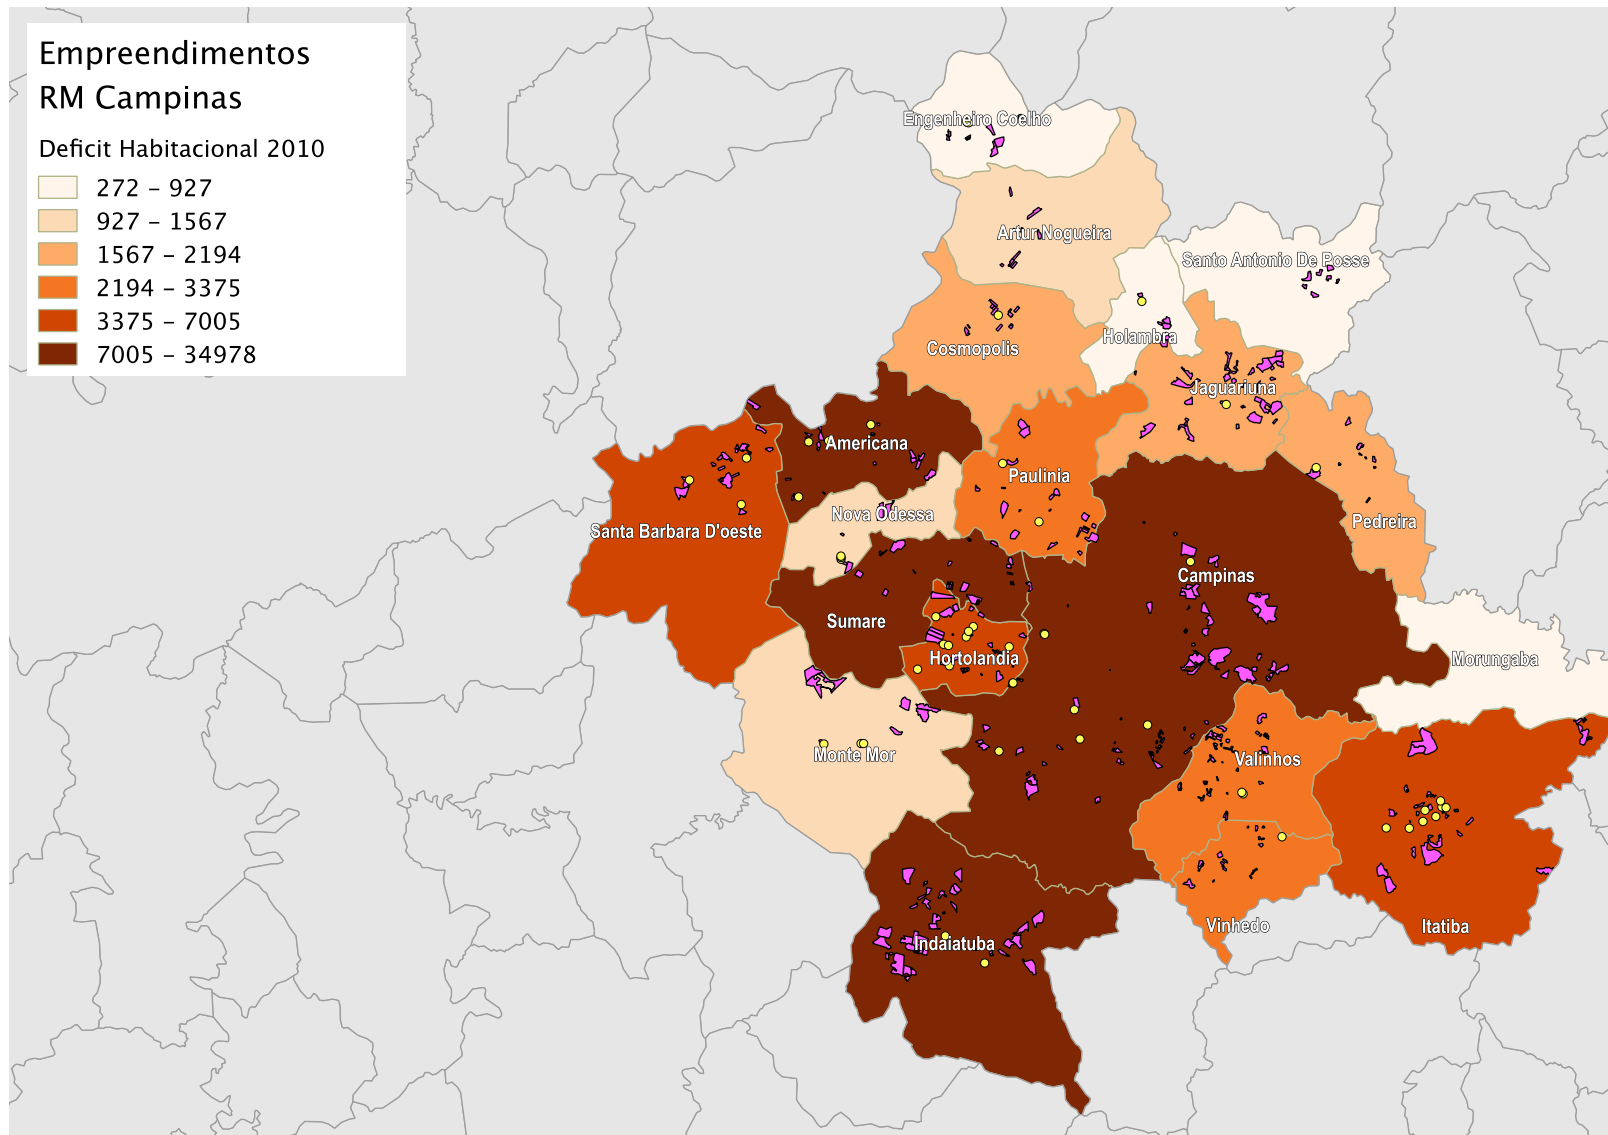 Empreendimentos
RM Campinas
Deficit Habitacional 2010
272 – 927
927 – 1567
1567 – 2194
2194 – 3375
3375 – 7005
7005 – 34978
Engenheiro Coelho
Artur Nogueira
Santo Antonio De Posse
Holambra
Cosmopolis
Jaguariuna
Americana
Paulinia
Nova Odessa
Pedreira
Santa Barbara D'oeste
Campinas
Sumare
Hortolandia
Morungaba
Monte Mor
Valinhos
Vinhedo
Itatiba
Indaiatuba